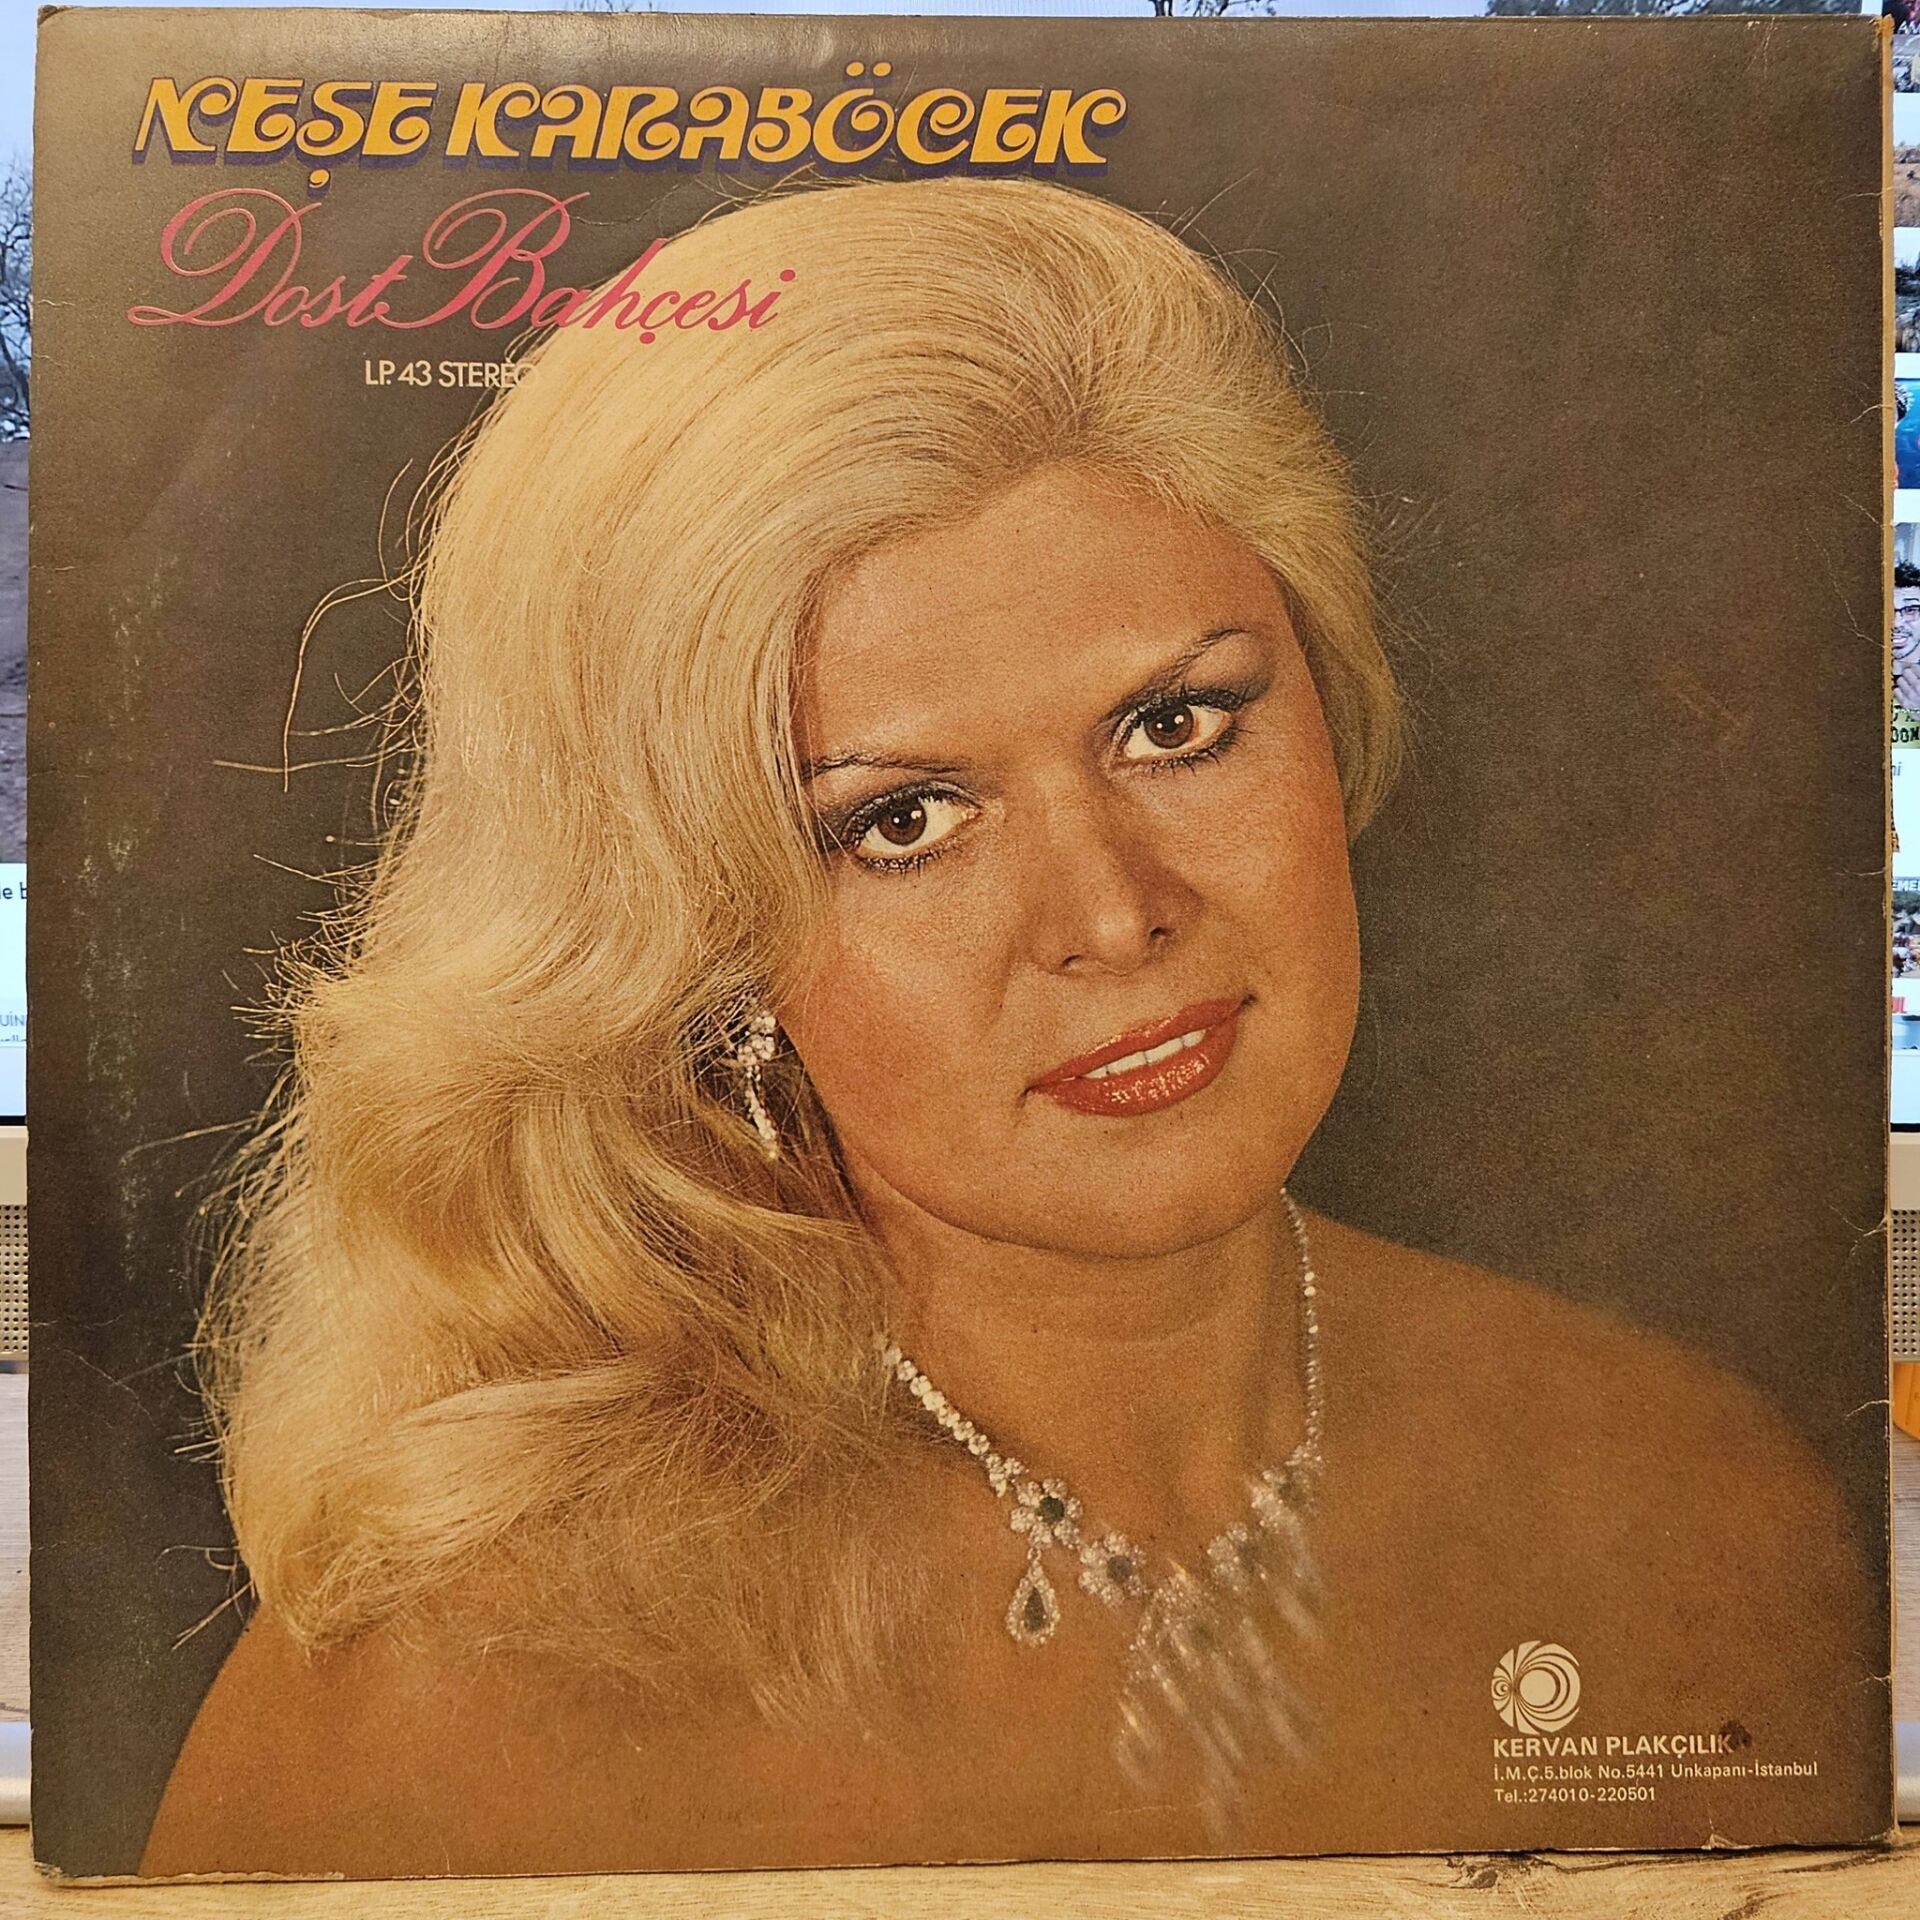 NEŞE KARABÖCEK
Dost Bahçesi
LP. 43 STEREO
KERVAN PLAKÇILIK
İ.M.Ç.5.blok No.5441 Unkapanı-İstanbul
Tel.:274010-220501